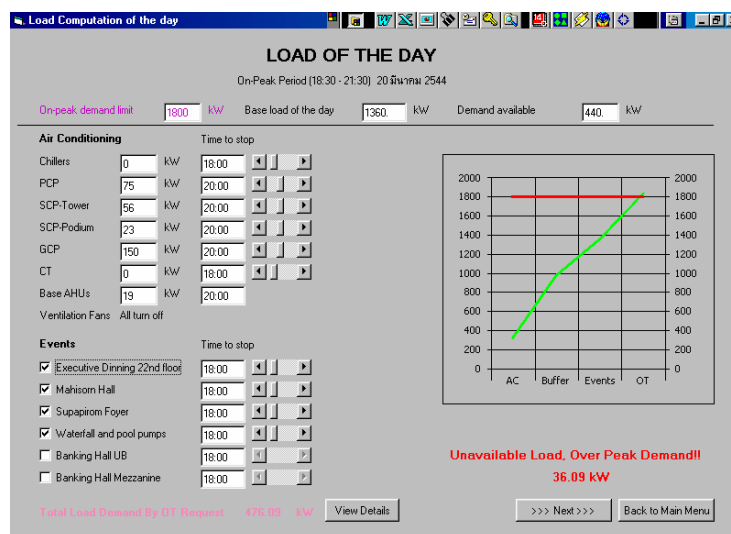 Load Computation of the day
LOAD OF THE DAY
On-Peak Period (18:30 - 21:30) 20 มีนาคม 2544
On-peak demand limit 1800 kW Base load of the day 1360. kW Demand available 440. kW
Air Conditioning Time to stop
Chillers 0 kW 18:00
PCP 75 kW 20:00
SCP-Tower 56 kW 20:00
SCP-Podium 23 kW 20:00
GCP 150 kW 20:00
CT 0 kW 18:00
Base AHUs 19 kW 20:00
Ventilation Fans All turn off
Events Time to stop
Executive Dinning 22nd floor 18:00
Mahisorn Hall 18:00
Supapirom Foyer 18:00
Waterfall and pool pumps 18:00
Banking Hall UB 18:00
Banking Hall Mezzanine 18:00
Total Load Demand By OT Request 476.09 kW View Details
2000 2000
1800 1800
1600 1600
1400 1400
1200 1200
1000 1000
800 800
600 600
400 400
200 200
0 0
AC Buffer Events OT
Unavailable Load, Over Peak Demand!!
36.09 kW
>>> Next >>> Back to Main Menu